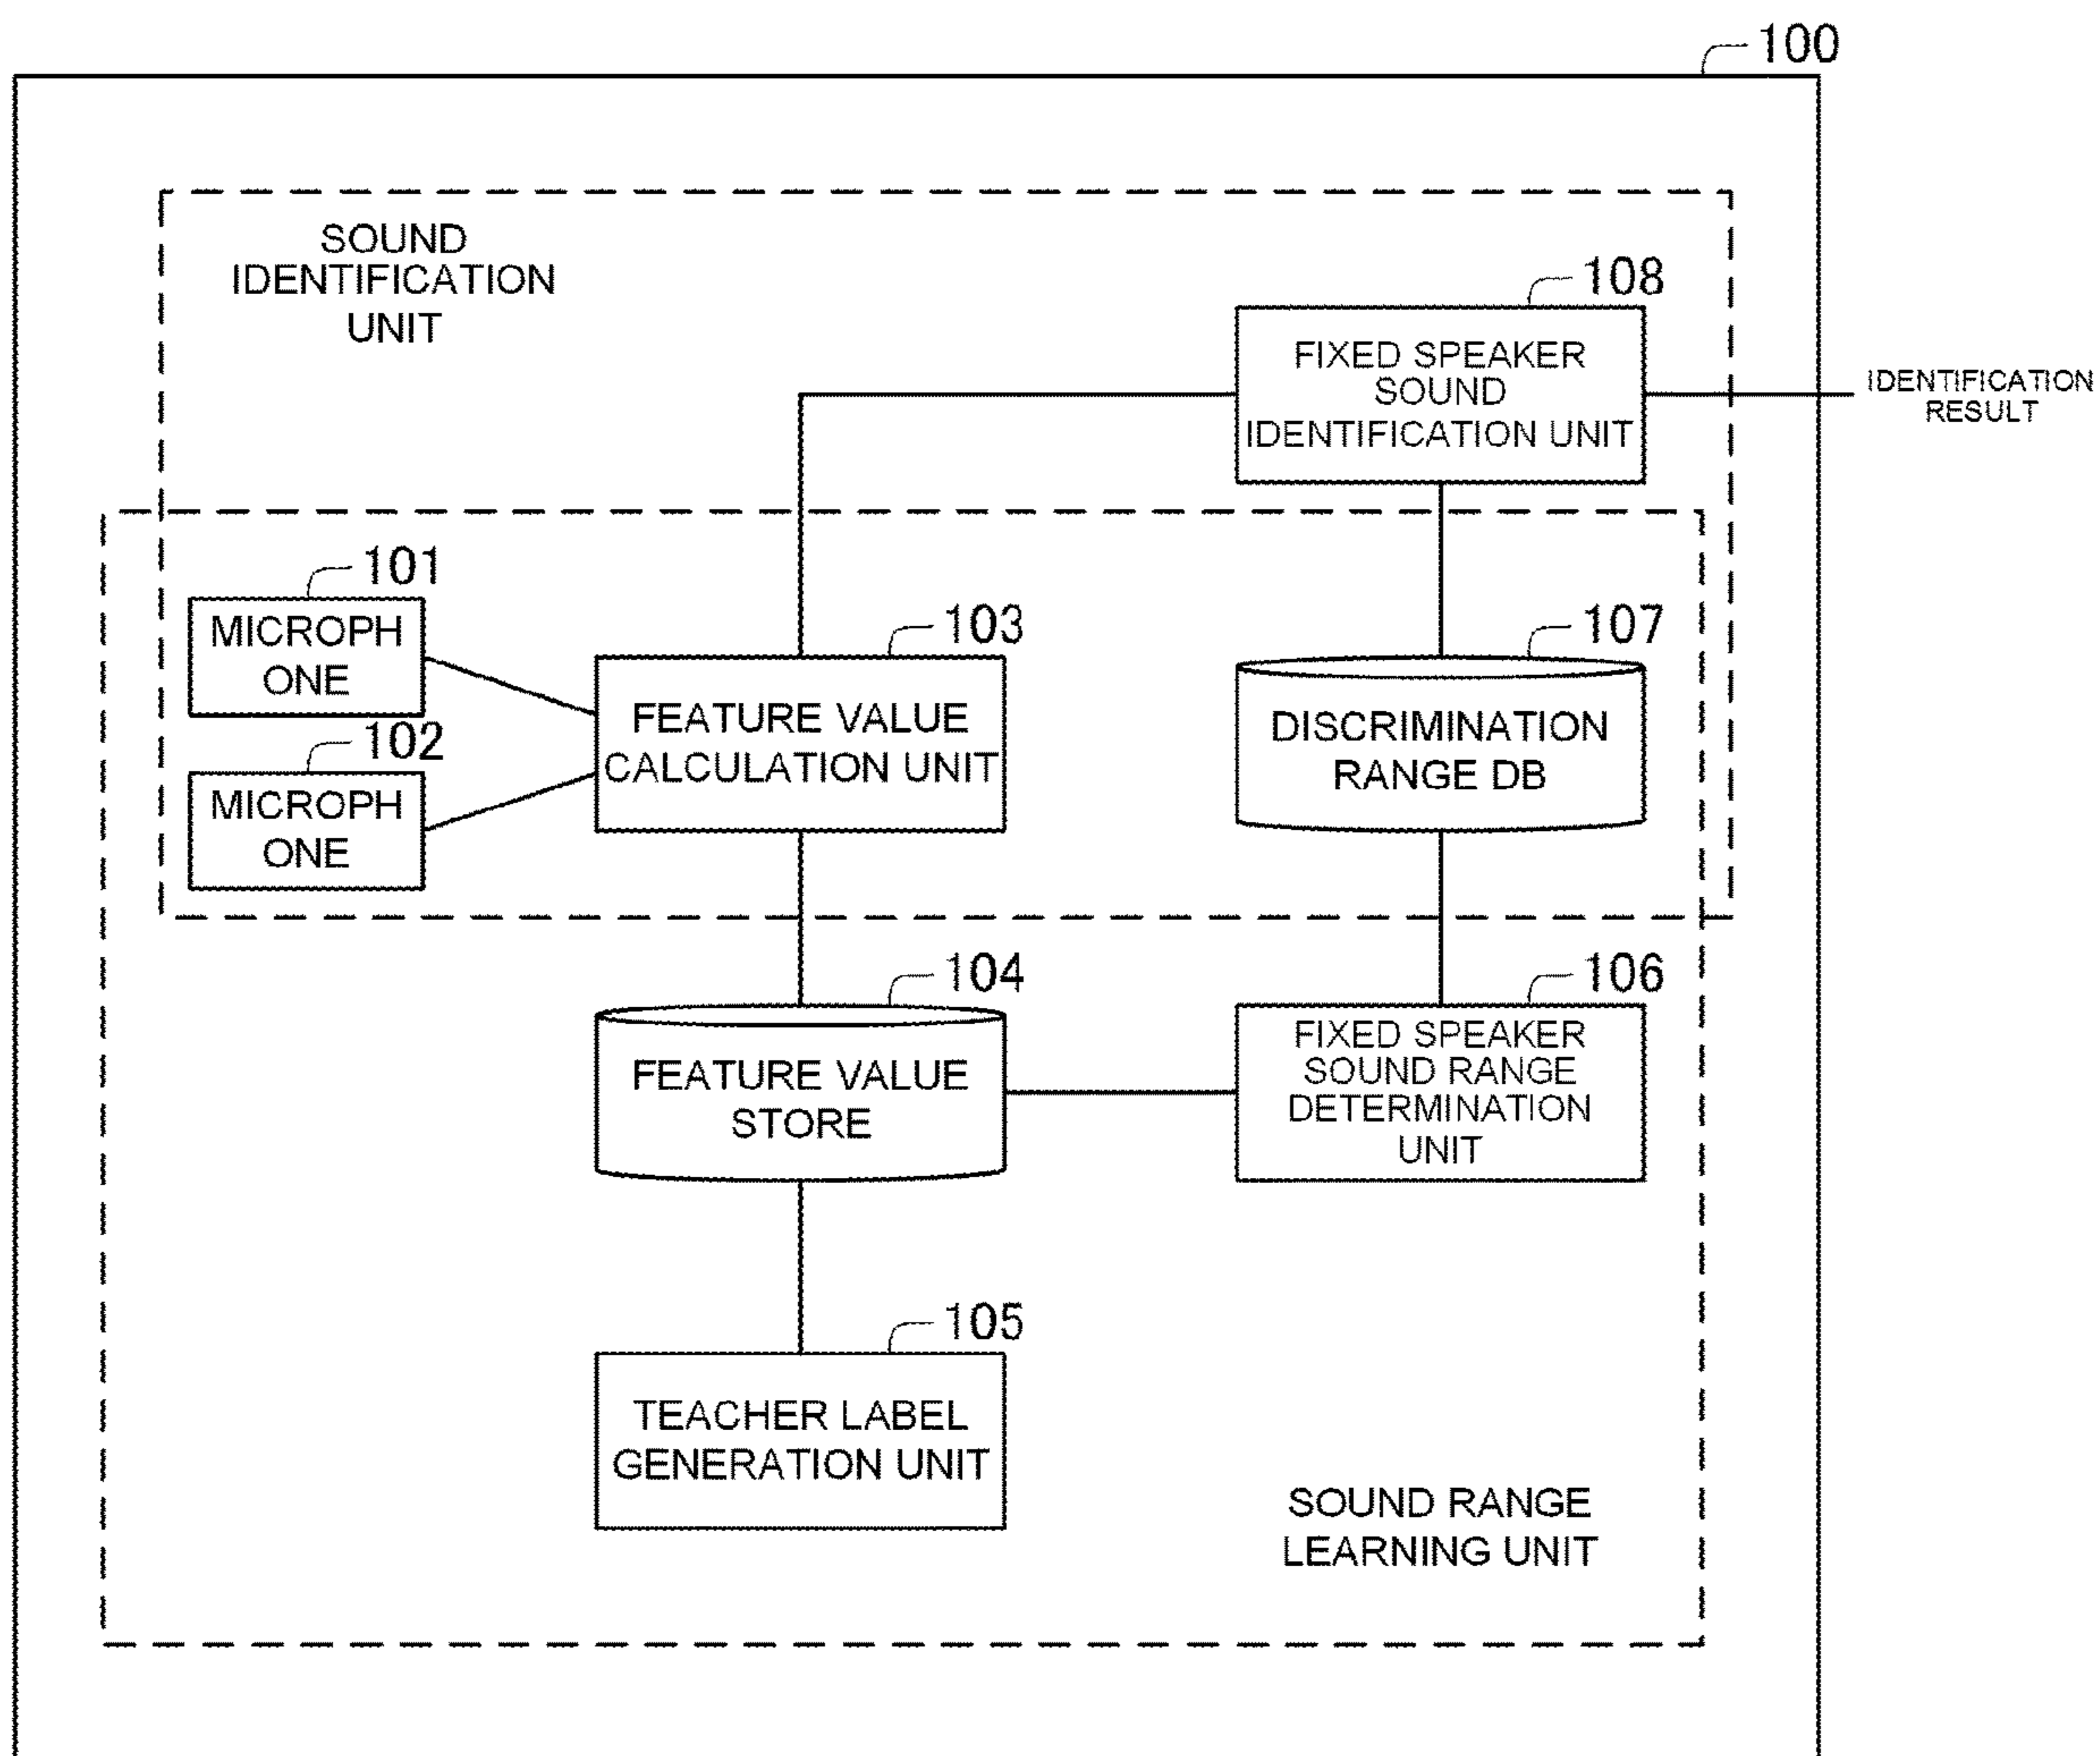 100
SOUND
IDENTIFICATION
UNIT
108
FIXED SPEAKER
SOUND
IDENTIFICATION UNIT
IDENTIFICATION
RESULT
101
MICROPH
ONE
102
MICROPH
ONE
103
FEATURE VALUE
CALCULATION UNIT
107
DISCRIMINATION
RANGE DB
104
FEATURE VALUE
STORE
106
FIXED SPEAKER
SOUND RANGE
DETERMINATION
UNIT
105
TEACHER LABEL
GENERATION UNIT
SOUND RANGE
LEARNING UNIT